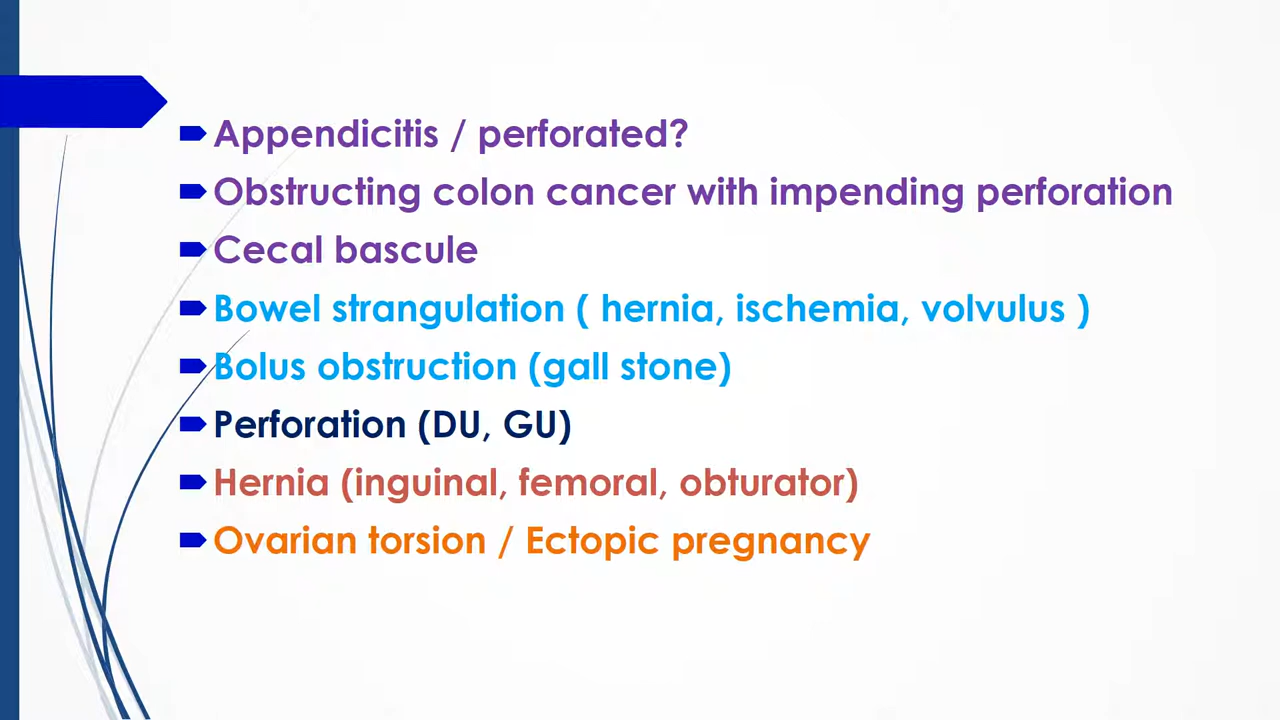 Appendicitis / perforated?
Obstructing colon cancer with impending perforation
Cecal bascule
Bowel strangulation ( hernia, ischemia, volvulus )
Bolus obstruction (gall stone)
Perforation (DU, GU)
Hernia (inguinal, femoral, obturator)
Ovarian torsion / Ectopic pregnancy